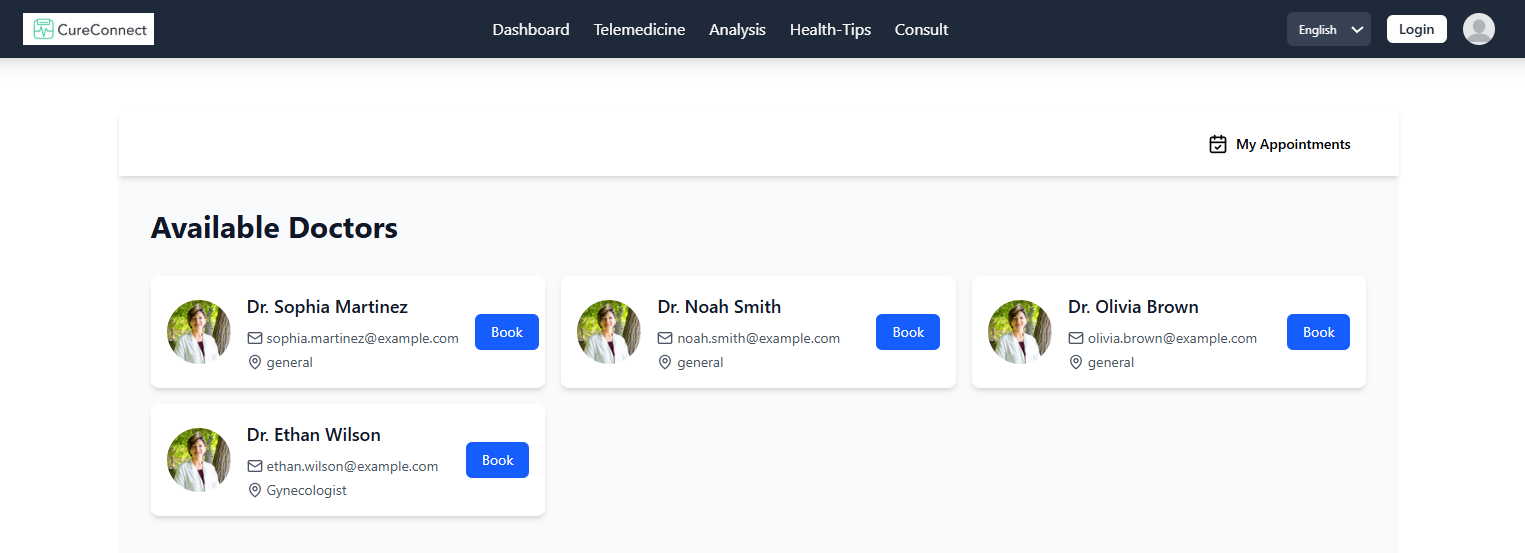 CureConnect
Dashboard Telemedicine Analysis Health-Tips Consult
English
Login
My Appointments
Available Doctors
Dr. Sophia Martinez
sophia.martinez@example.com
general
Book
Dr. Noah Smith
noah.smith@example.com
general
Book
Dr. Olivia Brown
olivia.brown@example.com
general
Book
Dr. Ethan Wilson
ethan.wilson@example.com
Gynecologist
Book